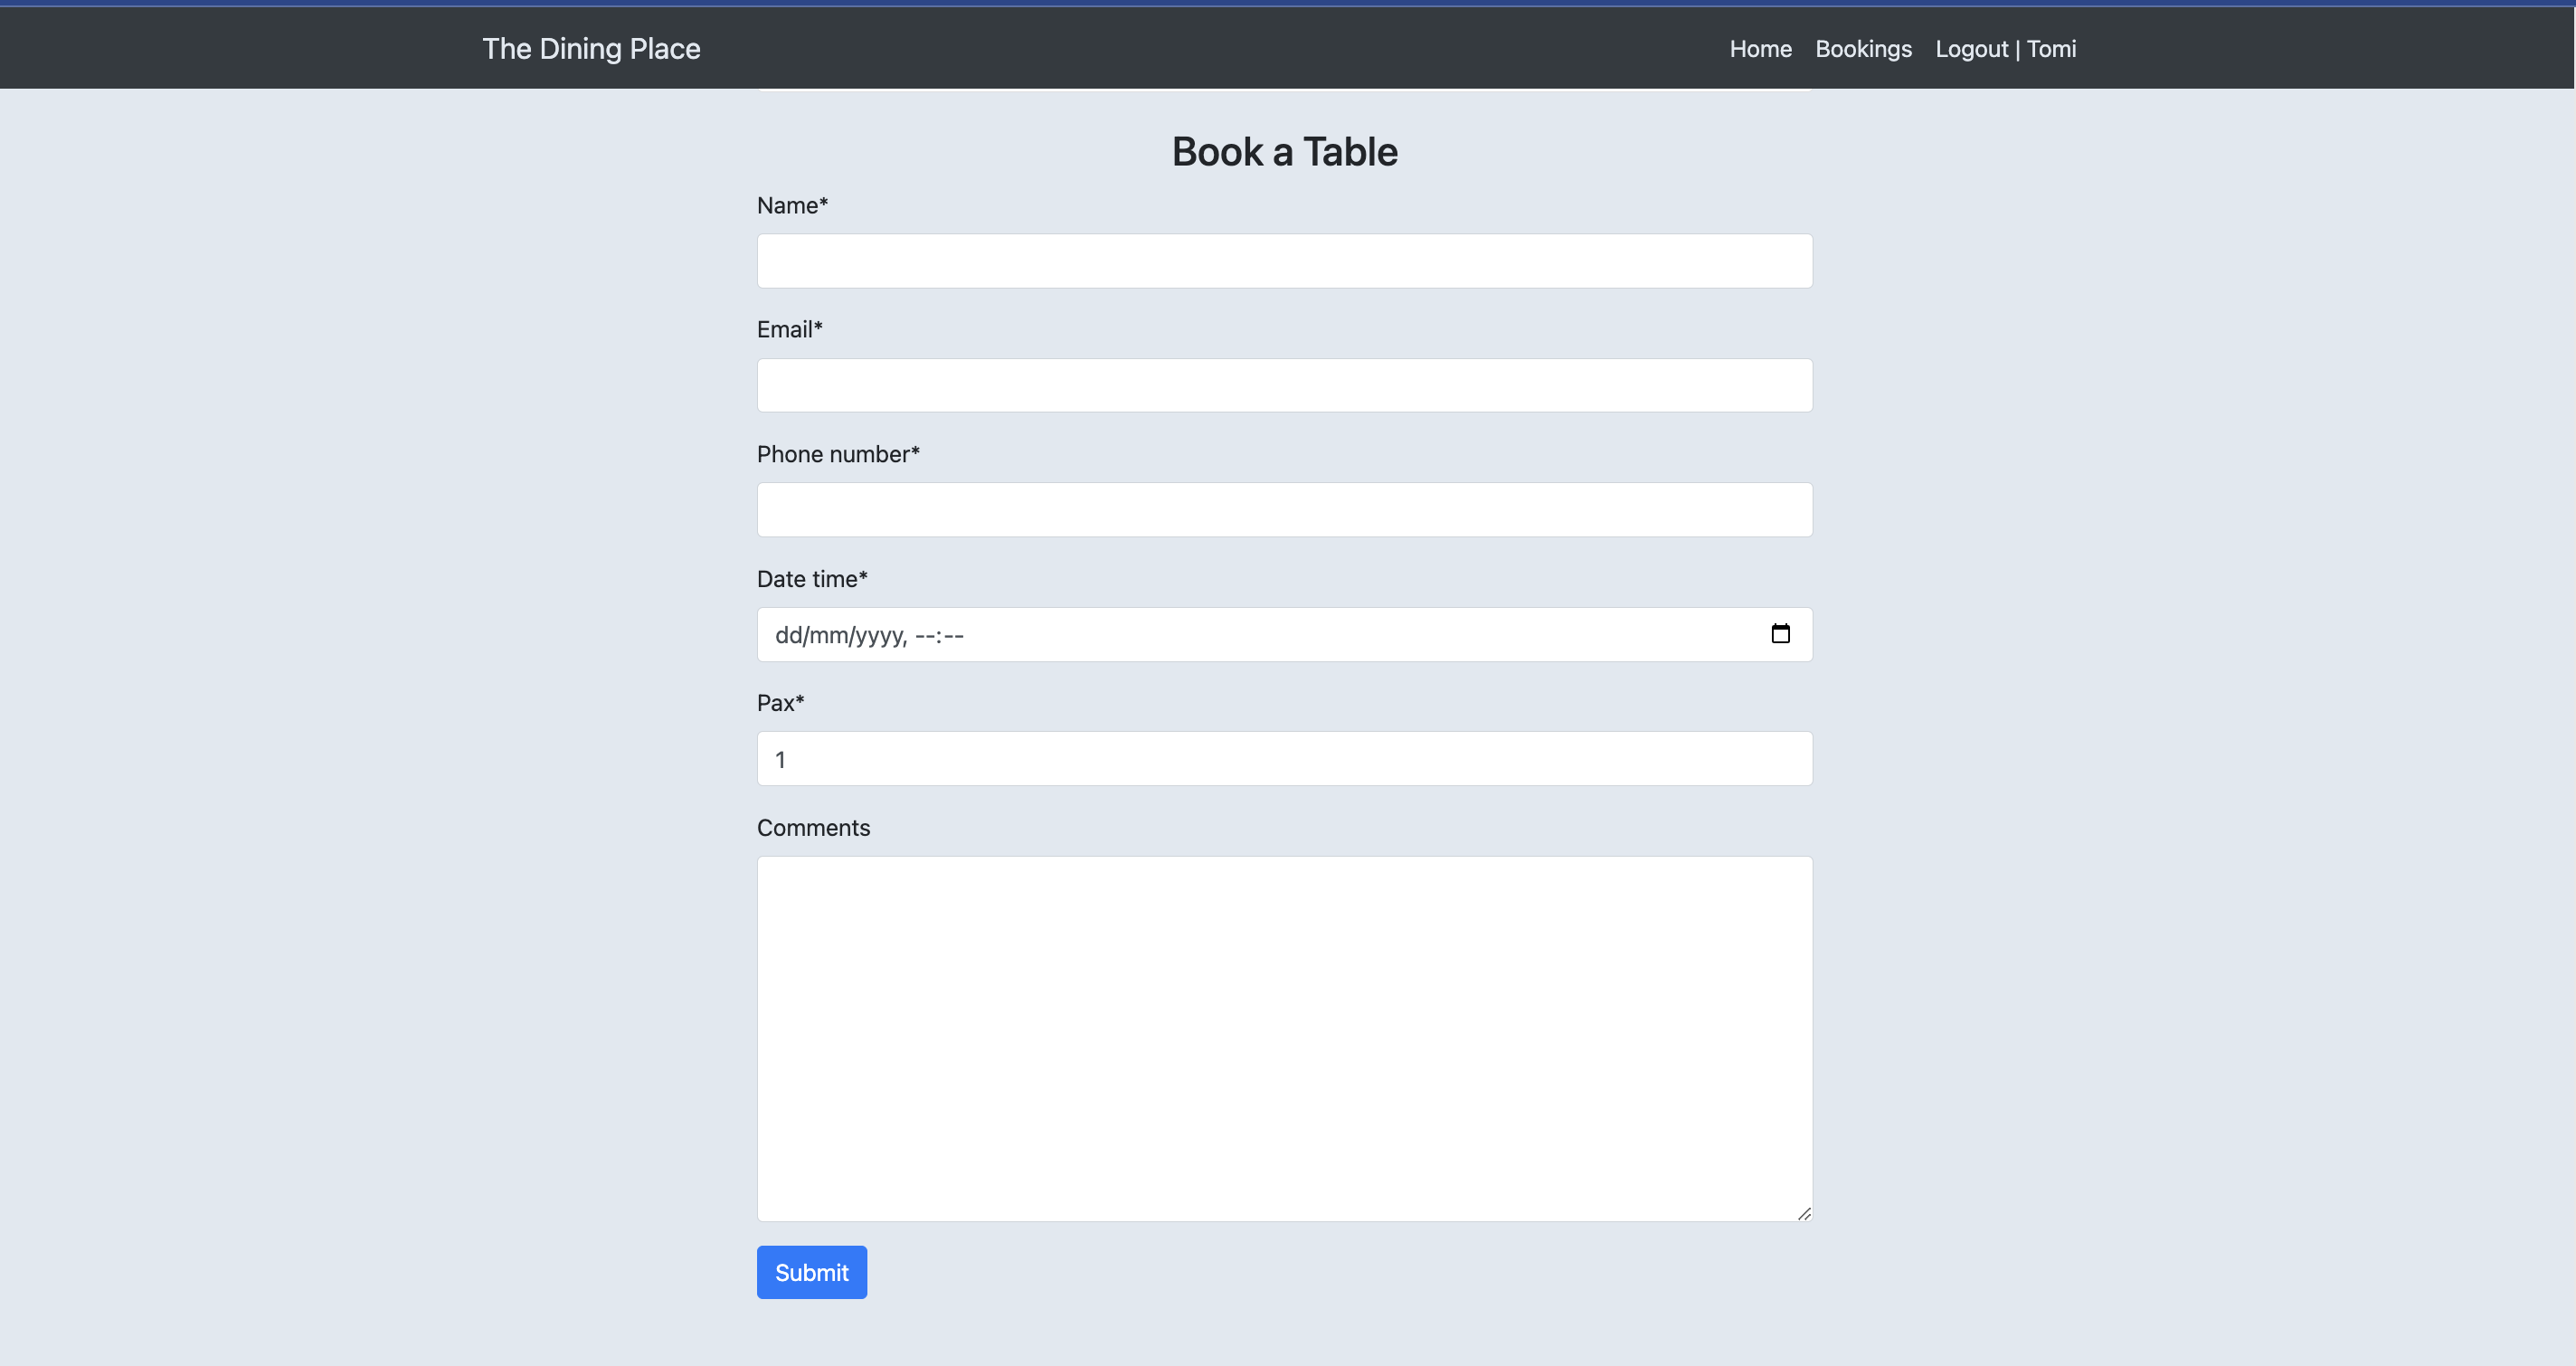 The Dining Place
Home Bookings Logout | Tomi
Book a Table
Name*
Email*
Phone number*
Date time*
dd/mm/yyyy, --:--
Pax*
1
Comments
Submit